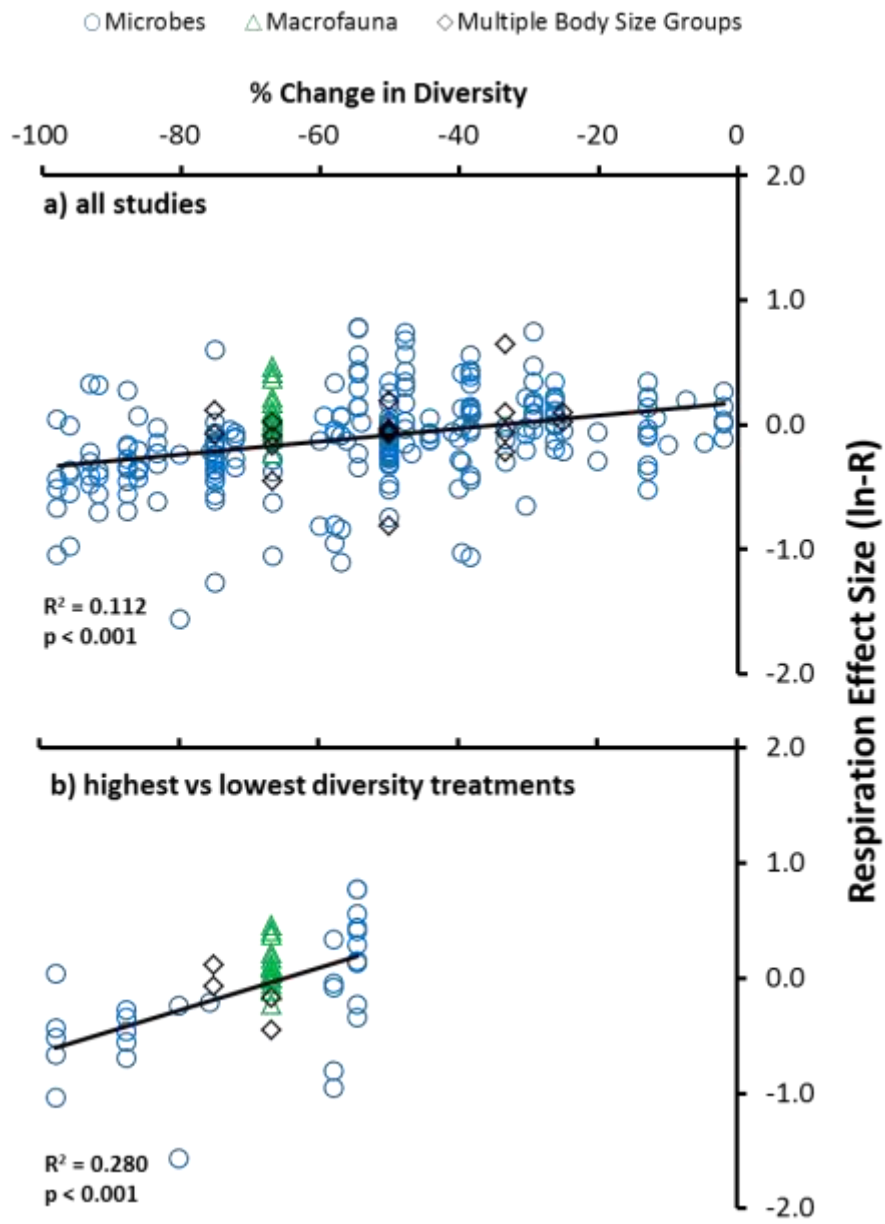 Microbes Macrofauna Multiple Body Size Groups
% Change in Diversity
-100 -80 -60 -40 -20 0
2.0
a) all studies
1.0
0.0
-1.0
R² = 0.112
p < 0.001
-2.0
2.0
b) highest vs lowest diversity treatments
1.0
0.0
-1.0
R² = 0.280
p < 0.001
-2.0
Respiration Effect Size (ln-R)